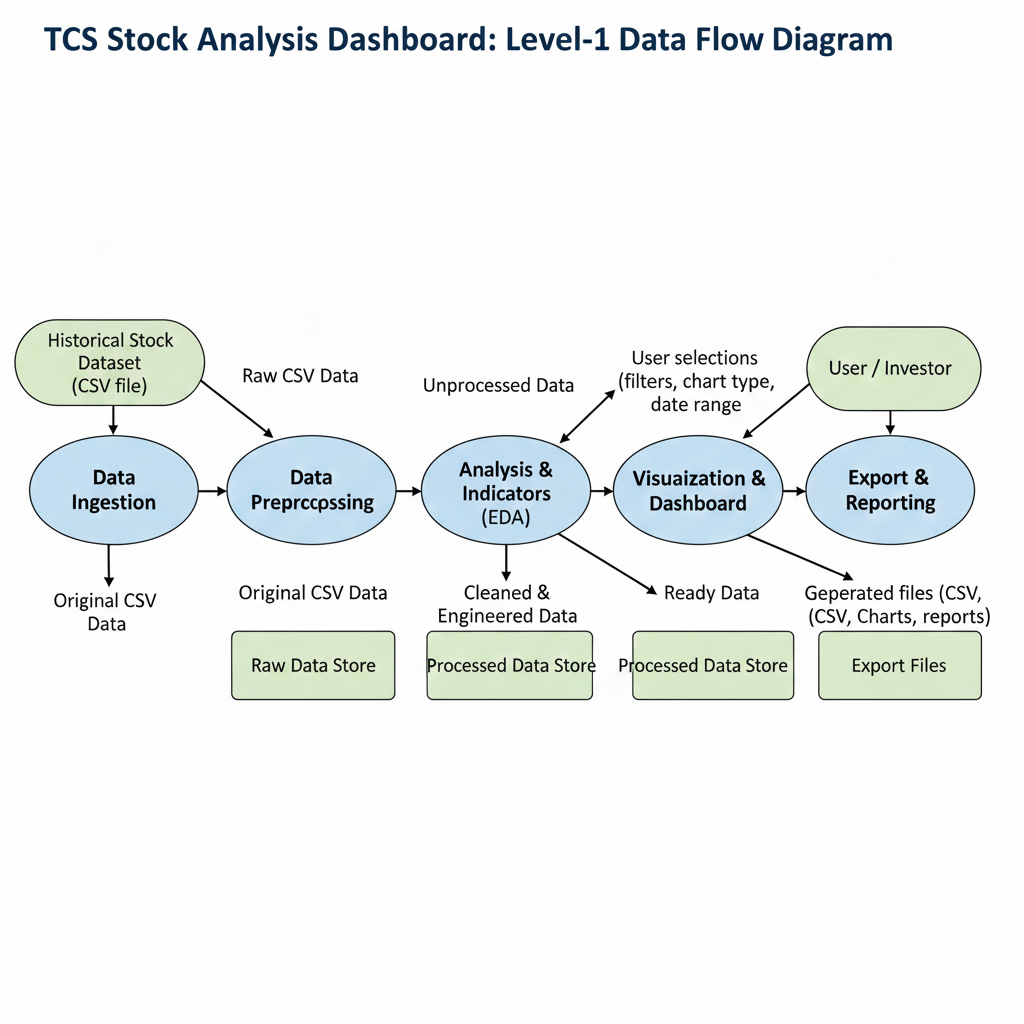 TCS Stock Analysis Dashboard: Level-1 Data Flow Diagram
Historical Stock
Dataset
(CSV file)
Raw CSV Data
Unprocessed Data
User selections
(filters, chart type,
date range
User / Investor
Data
Ingestion
Data
Preprcɛpssing
Analysis &
Indicators
(EDA)
Visuaization &
Dashboard
Export &
Reporting
Original CSV
Data
Original CSV Data
Cleaned &
Engineered Data
Ready Data
Geperated files (CSV,
(CSV, Charts, reports)
Raw Data Store
Processed Data Store
Processed Data Store
Export Files